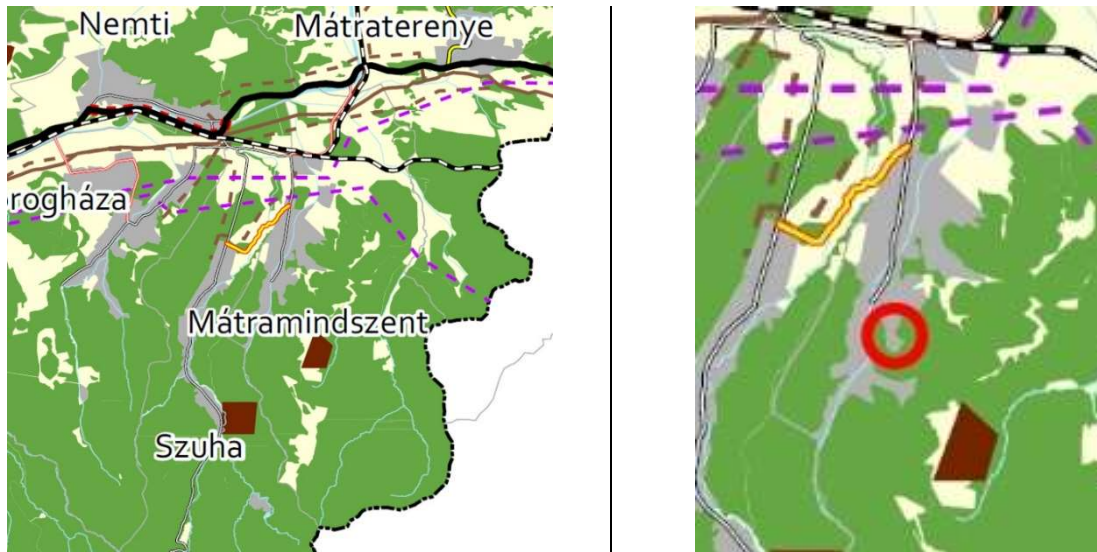 Nemti
Mátraterenye
rogháza
Mátramindszent
Szuha